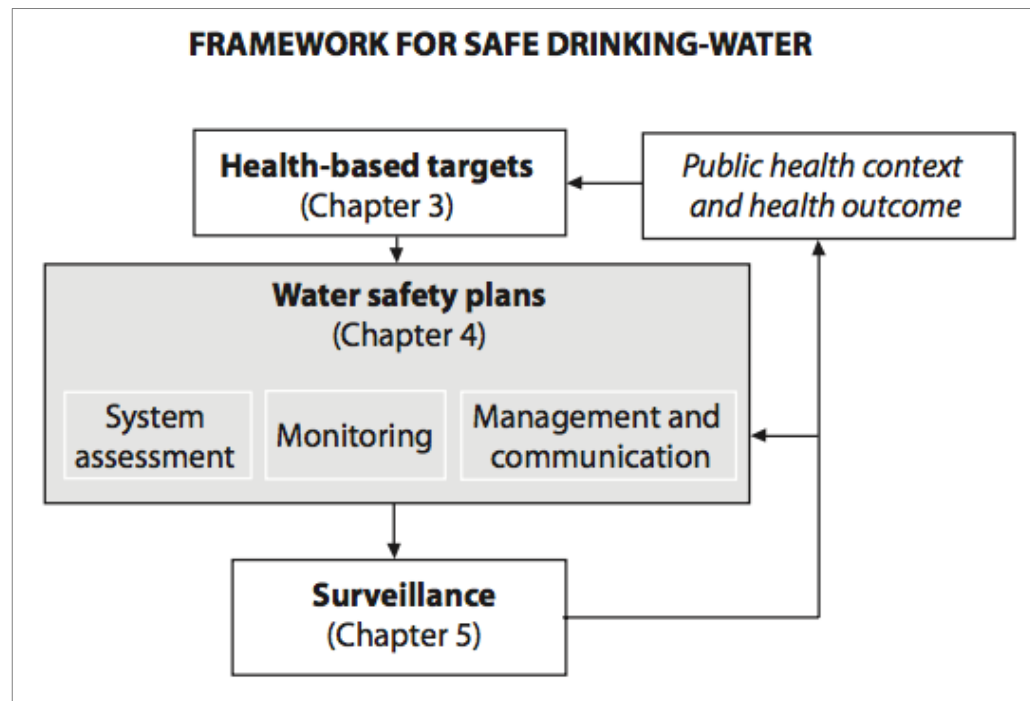 FRAMEWORK FOR SAFE DRINKING-WATER
Health-based targets
(Chapter 3)
Public health context
and health outcome
Water safety plans
(Chapter 4)
System
assessment
Monitoring
Management and
communication
Surveillance
(Chapter 5)